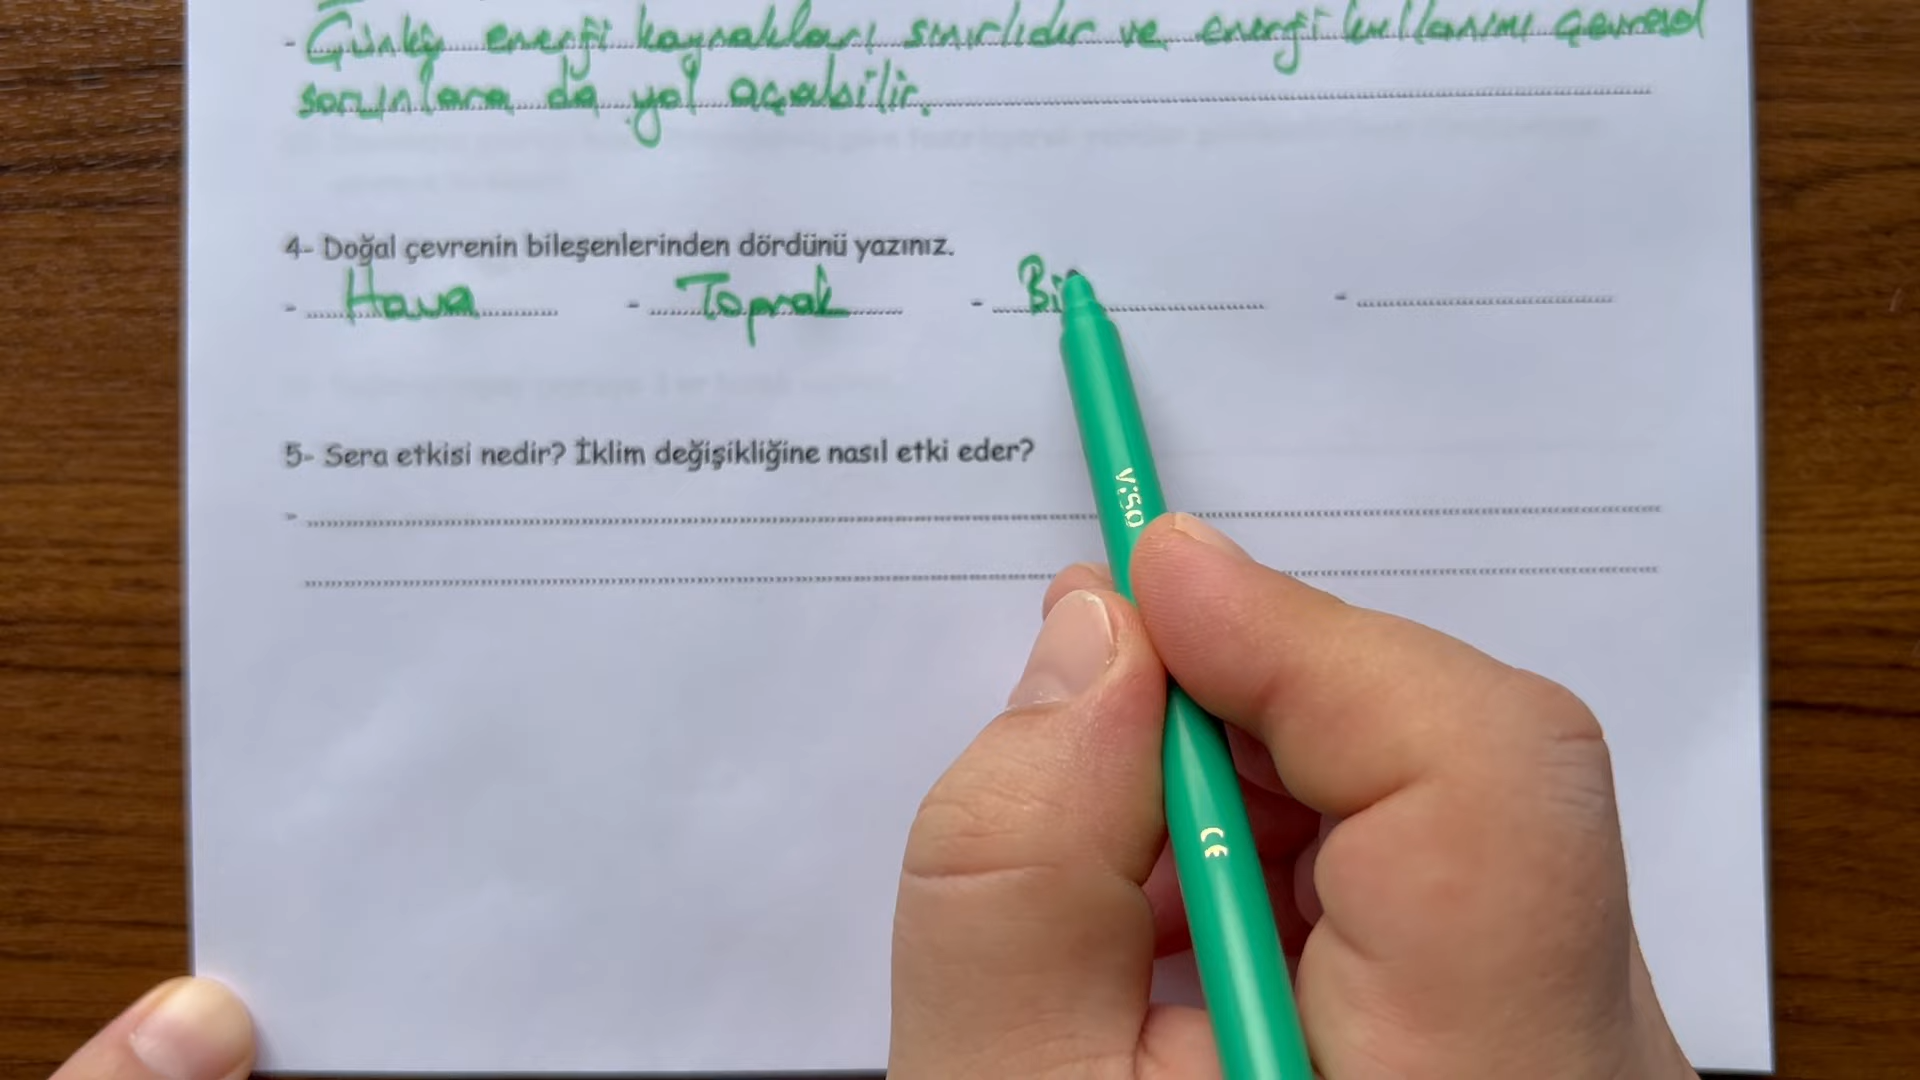 - Çünkü enerji kaynakları sınırlıdır ve enerji kullanımı çevresel
sorunlara da yol açabilir.
4- Doğal çevrenin bileşenlerinden dördünü yazınız.
- Hava - Toprak - Bi -
5- Sera etkisi nedir? İklim değişikliğine nasıl etki eder?
-
ViSO
CE